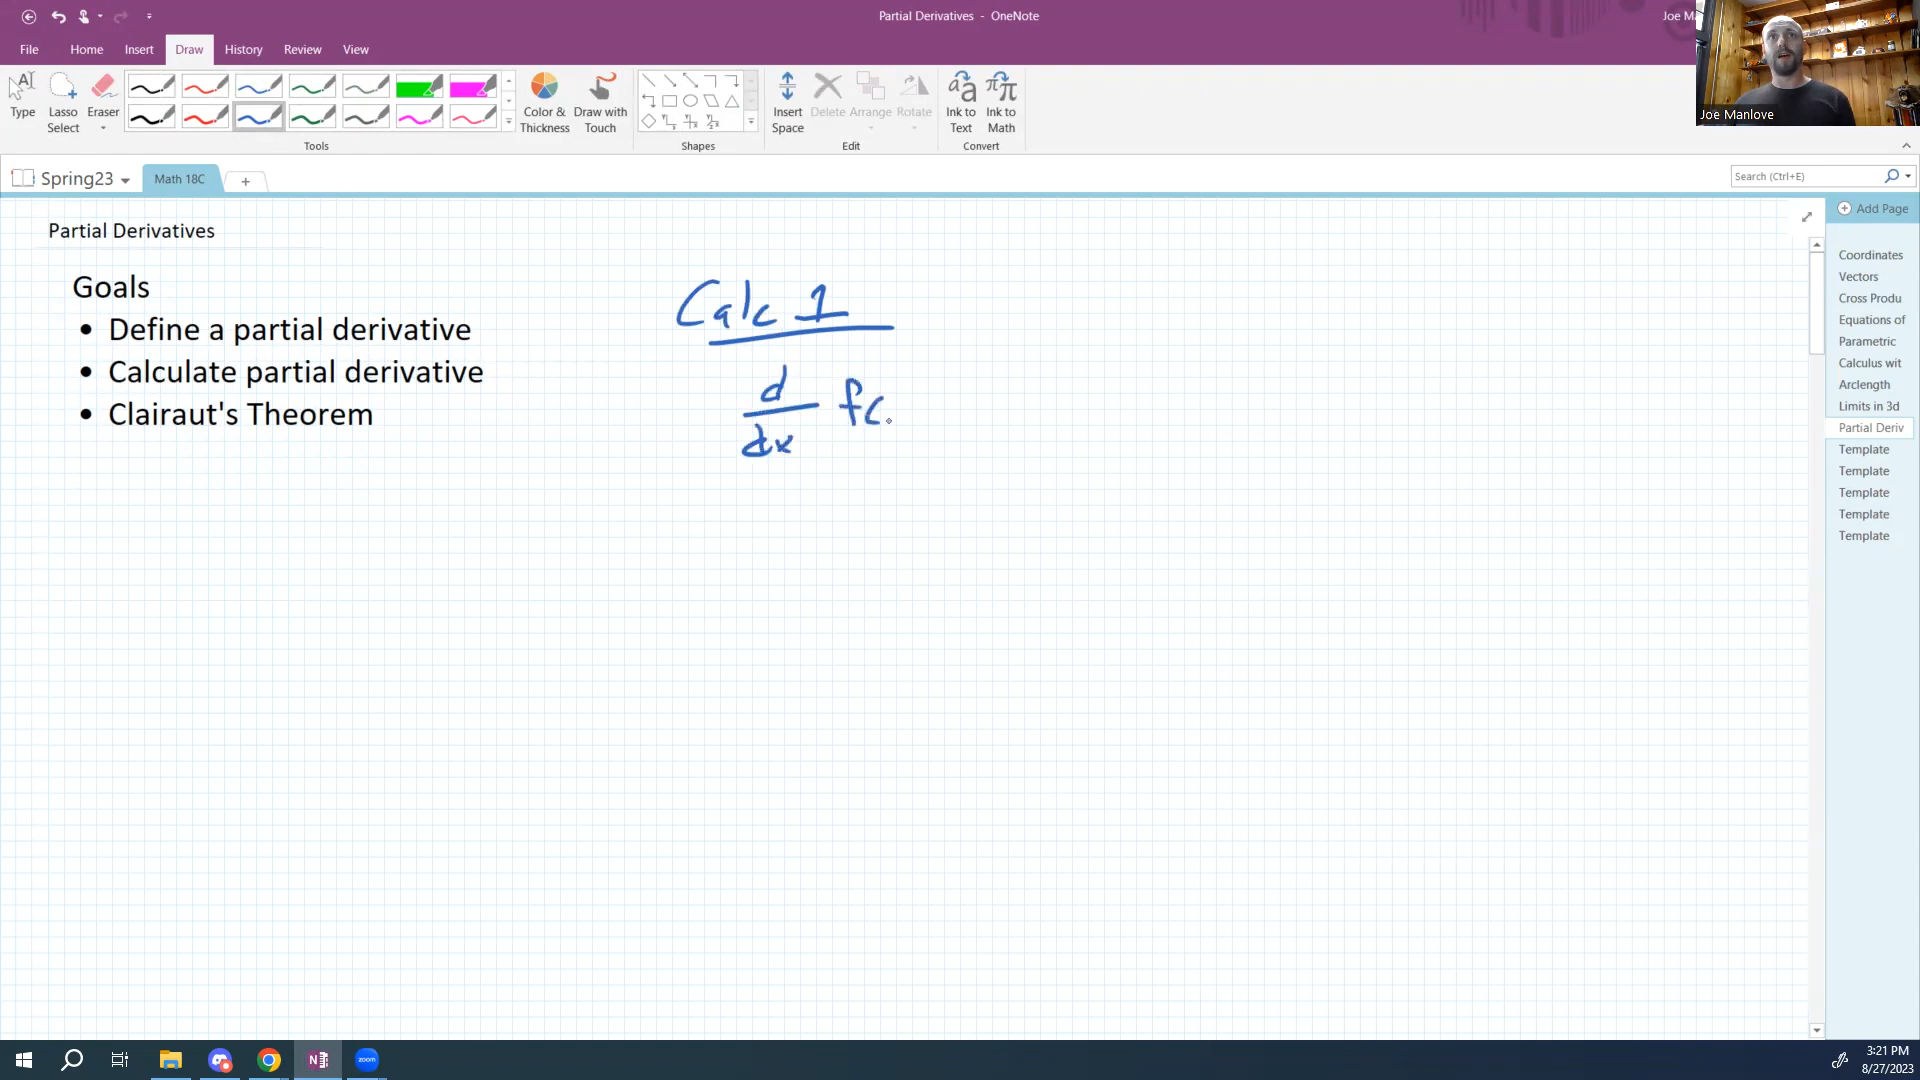 Partial Derivatives - OneNote
Joe Ma
File Home Insert Draw History Review View
Type
Lasso Select
Eraser
Color & Thickness
Draw with Touch
Insert Space
Delete
Arrange
Rotate
Ink to Text
Ink to Math
Tools
Shapes
Edit
Convert
Joe Manlove
Spring23
Math 18C
+
Search (Ctrl+E)
Partial Derivatives
Goals
• Define a partial derivative
• Calculate partial derivative
• Clairaut's Theorem
Calc 1
d
dx
f(
Add Page
Coordinates
Vectors
Cross Produ
Equations of
Parametric
Calculus wit
Arclength
Limits in 3d
Partial Deriv
Template
Template
Template
Template
Template
zoom
3:21 PM
8/27/2023